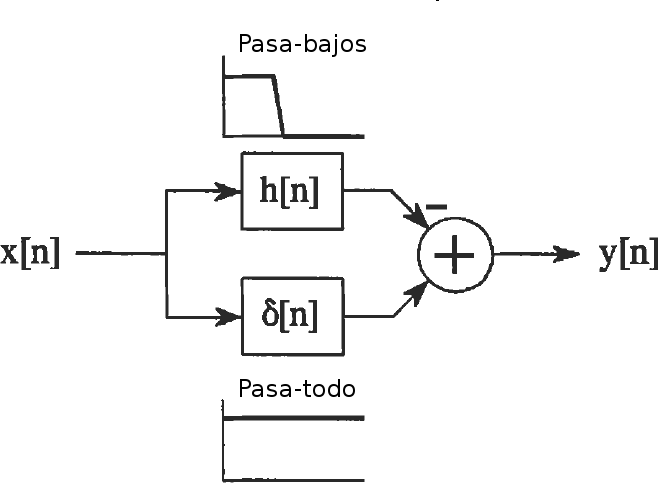 Pasa-bajos
h[n]
−
x[n]
+
y[n]
δ[n]
Pasa-todo